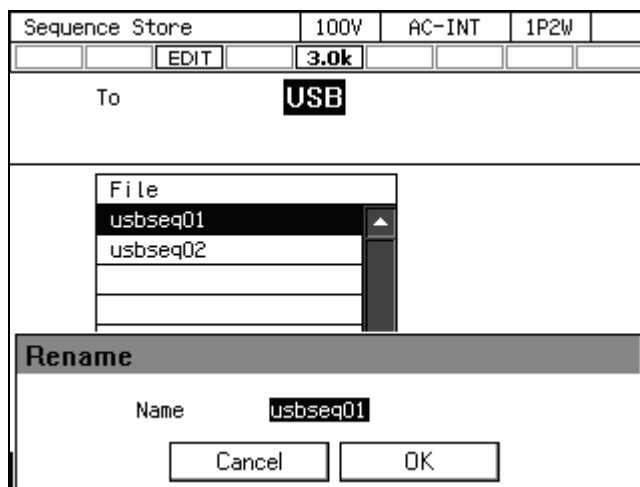 Sequence Store 100V AC-INT 1P2W
EDIT 3.0k
To USB
File
usbseq01
usbseq02
Rename
Name usbseq01
Cancel OK